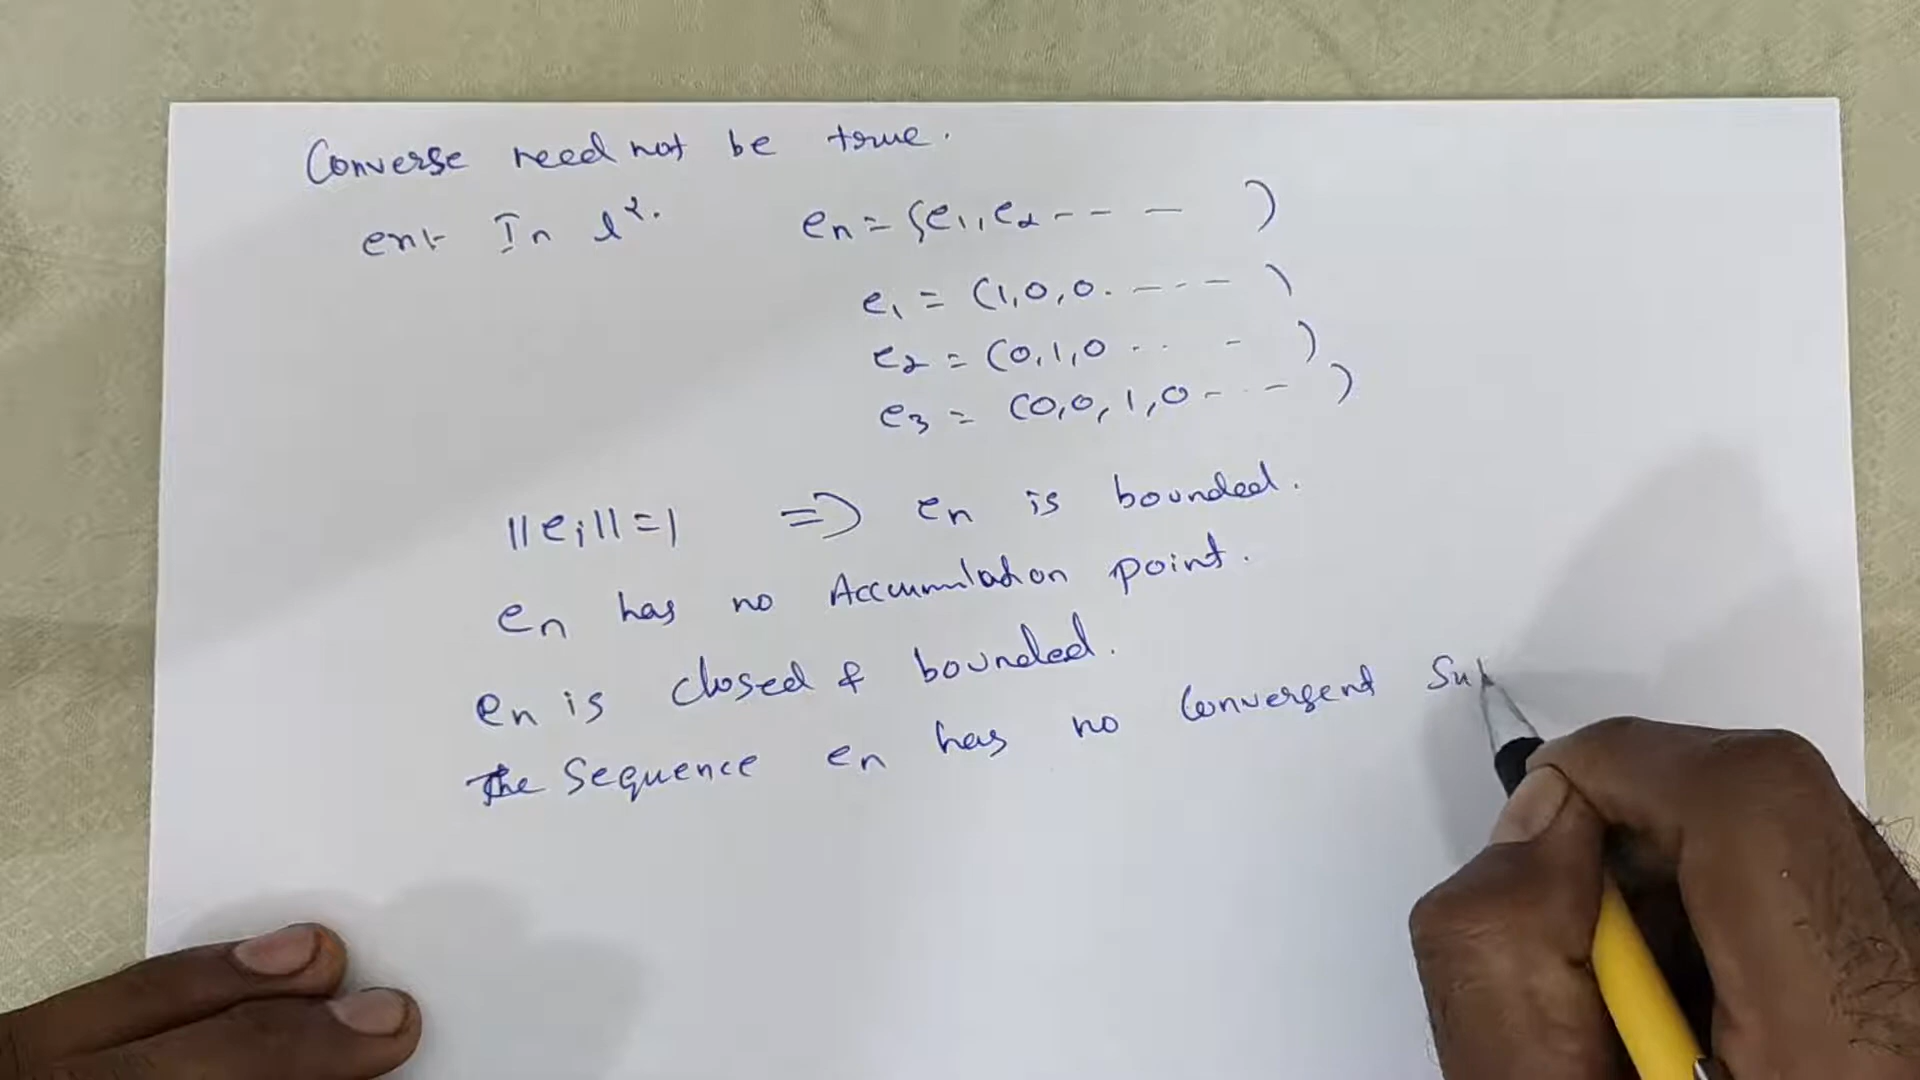 Converse need not be true.
ent In l².
en = {e1, e2 - - - )
e1 = (1,0,0. - - - )
e2 = (0,1,0 . . - )
e3 = (0,0,1,0 - - - )
||ei||=1 => en is bounded.
en has no Accumulation point.
en is closed & bounded.
The Sequence en has no Convergent Sub